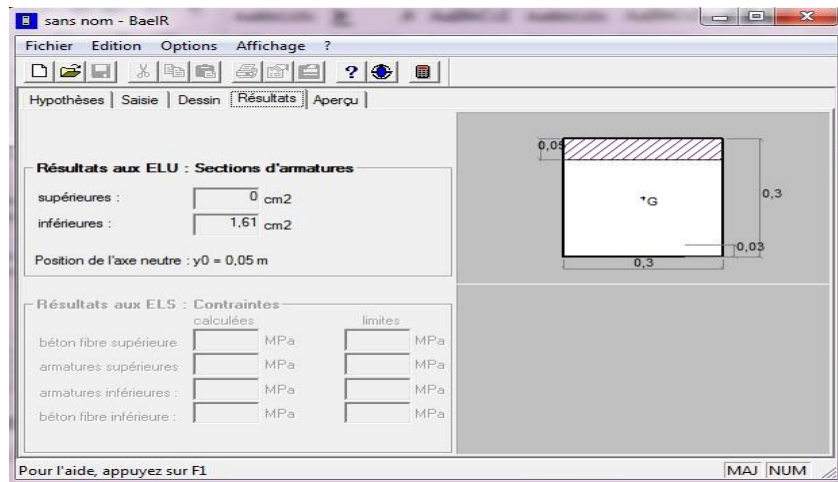 sans nom - BaelR
Fichier Edition Options Affichage ?
Hypothèses Saisie Dessin Résultats Aperçu
Résultats aux ELU : Sections d'armatures
supérieures : 0 cm2
inférieures : 1,61 cm2
Position de l'axe neutre : y0 = 0,05 m
Résultats aux ELS : Contraintes
calculées limites
béton fibre supérieure MPa MPa
armatures supérieures MPa MPa
armatures inférieures : MPa MPa
béton fibre inférieure : MPa MPa
0,05
+G
0,3
0,03
0,3
Pour l'aide, appuyez sur F1
MAJ NUM